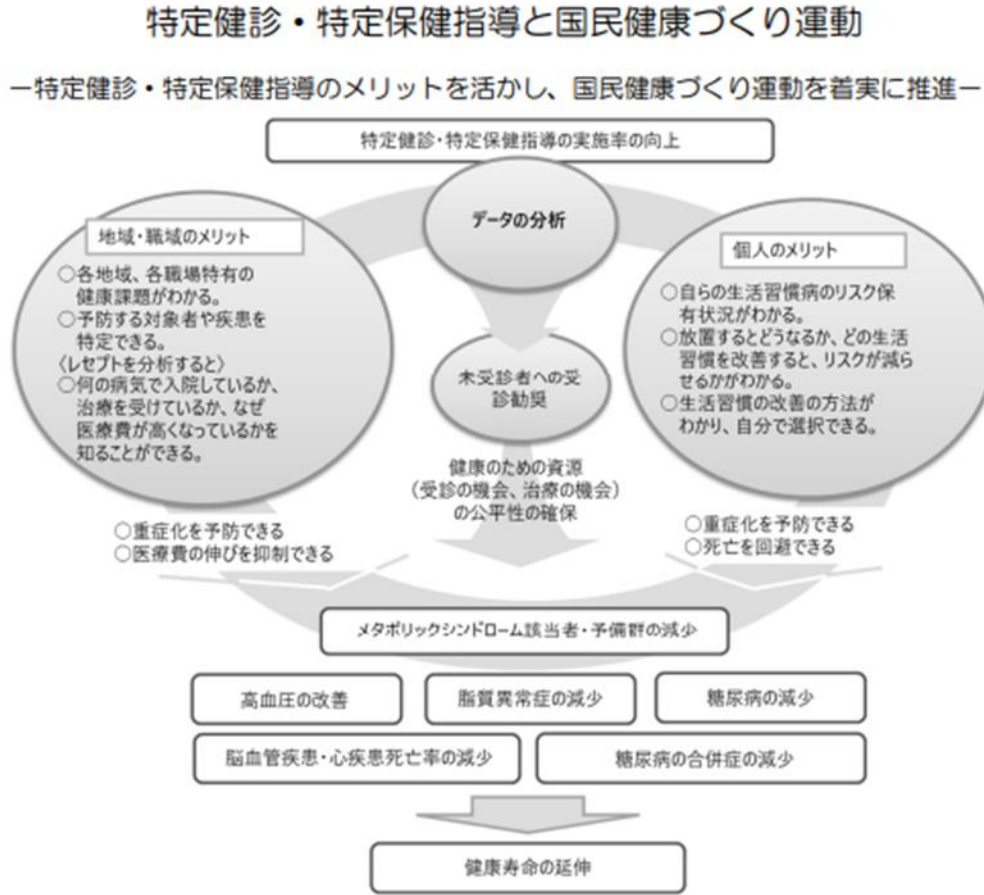 特定健診・特定保健指導と国民健康づくり運動
ー特定健診・特定保健指導のメリットを活かし、国民健康づくり運動を着実に推進ー
特定健診・特定保健指導の実施率の向上
データの分析
地域・職域のメリット
○各地域、各職場特有の
健康課題がわかる。
○予防する対象者や疾患を
特定できる。
〈レセプトを分析すると〉
○何の病気で入院しているか、
治療を受けているか、なぜ
医療費が高くなっているかを
知ることができる。
個人のメリット
○自らの生活習慣病のリスク保
有状況がわかる。
○放置するとどうなるか、どの生活
習慣を改善すると、リスクが減ら
せるかがわかる。
○生活習慣の改善の方法が
わかり、自分で選択できる。
未受診者への受
診勧奨
健康のための資源
(受診の機会、治療の機会)
の公平性の確保
○重症化を予防できる
○医療費の伸びを抑制できる
○重症化を予防できる
○死亡を回避できる
メタボリックシンドローム該当者・予備群の減少
高血圧の改善
脂質異常症の減少
糖尿病の減少
脳血管疾患・心疾患死亡率の減少
糖尿病の合併症の減少
健康寿命の延伸